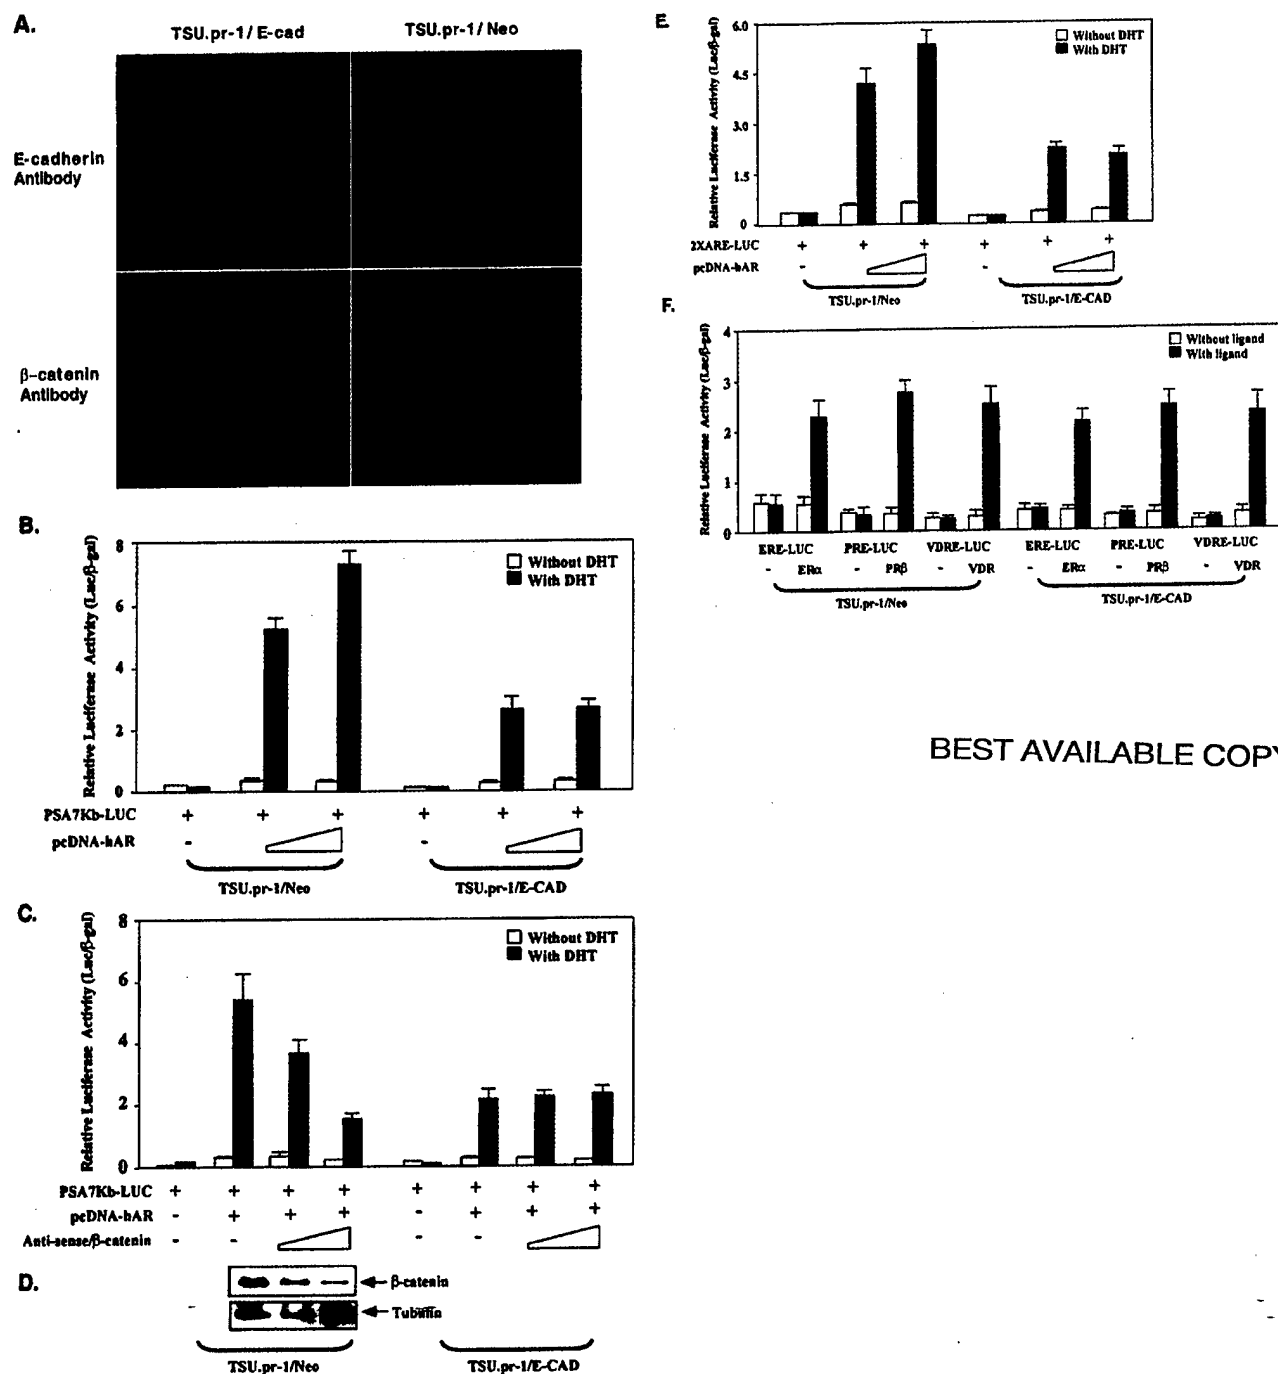 A.
TSU.pr-1/ E-cad TSU.pr-1/ Neo
E-cadherin
Antibody
β-catenin
Antibody
B.
Relative Luciferase Activity (Luc/β-gal)
8
6
4
2
0
Without DHT
With DHT
PSA7Kb-LUC + + + + + +
pcDNA-hAR - -
TSU.pr-1/Neo TSU.pr-1/E-CAD
C.
Relative Luciferase Activity (Luc/β-gal)
8
6
4
2
0
Without DHT
With DHT
PSA7Kb-LUC + + + + + + + +
pcDNA-hAR - + + + - + + +
Anti-sense/β-catenin - - - -
D.
β-catenin
Tubulin
TSU.pr-1/Neo TSU.pr-1/E-CAD
E
Relative Luciferase Activity (Luc/β-gal)
6.0
4.5
3.0
1.5
0
Without DHT
With DHT
2XARE-LUC + + + + + +
pcDNA-hAR - -
TSU.pr-1/Neo TSU.pr-1/E-CAD
F.
Relative Luciferase Activity (Luc/β-gal)
4
3
2
1
0
Without ligand
With ligand
ERE-LUC PRE-LUC VDRE-LUC ERE-LUC PRE-LUC VDRE-LUC
- ERα - PRβ - VDR - ERα - PRβ - VDR
TSU.pr-1/Neo TSU.pr-1/E-CAD
BEST AVAILABLE COPY